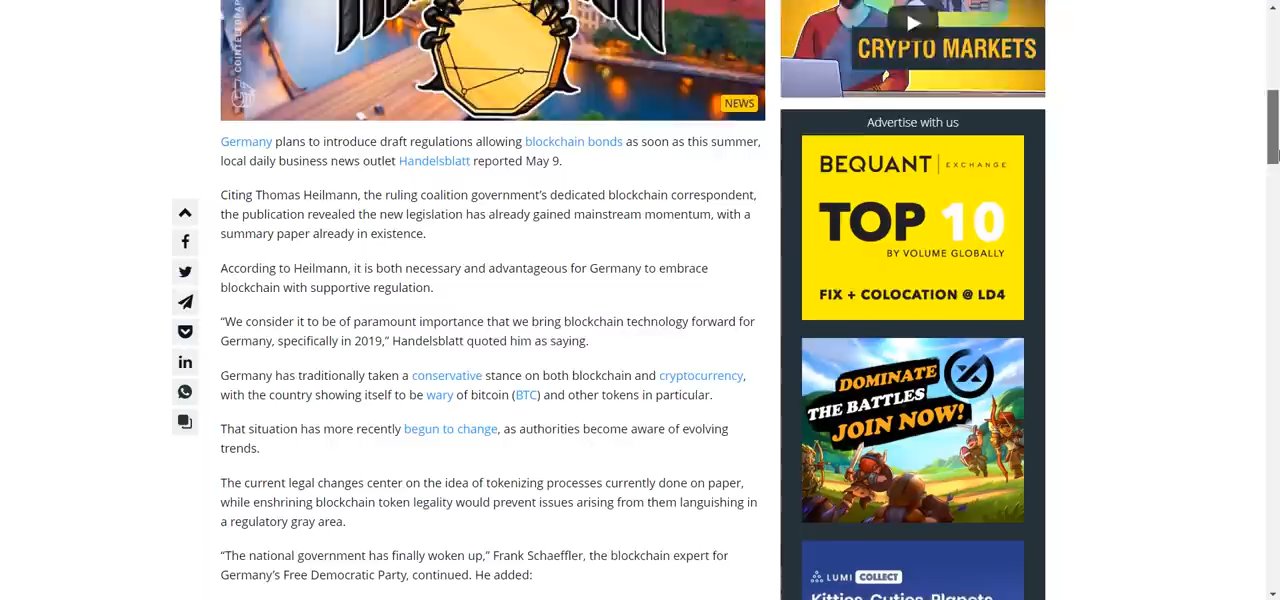 COINTELEGRAPH
NEWS
Germany plans to introduce draft regulations allowing blockchain bonds as soon as this summer,
local daily business news outlet Handelsblatt reported May 9.
Citing Thomas Heilmann, the ruling coalition government’s dedicated blockchain correspondent,
the publication revealed the new legislation has already gained mainstream momentum, with a
summary paper already in existence.
According to Heilmann, it is both necessary and advantageous for Germany to embrace
blockchain with supportive regulation.
“We consider it to be of paramount importance that we bring blockchain technology forward for
Germany, specifically in 2019,” Handelsblatt quoted him as saying.
Germany has traditionally taken a conservative stance on both blockchain and cryptocurrency,
with the country showing itself to be wary of bitcoin (BTC) and other tokens in particular.
That situation has more recently begun to change, as authorities become aware of evolving
trends.
The current legal changes center on the idea of tokenizing processes currently done on paper,
while enshrining blockchain token legality would prevent issues arising from them languishing in
a regulatory gray area.
“The national government has finally woken up,” Frank Schaeffler, the blockchain expert for
Germany’s Free Democratic Party, continued. He added:
CRYPTO MARKETS
Advertise with us
BEQUANT | EXCHANGE
TOP 10
BY VOLUME GLOBALLY
FIX + COLOCATION @ LD4
DOMINATE
THE BATTLES
JOIN NOW!
LUMI COLLECT
Kitties, Cuties, Planets